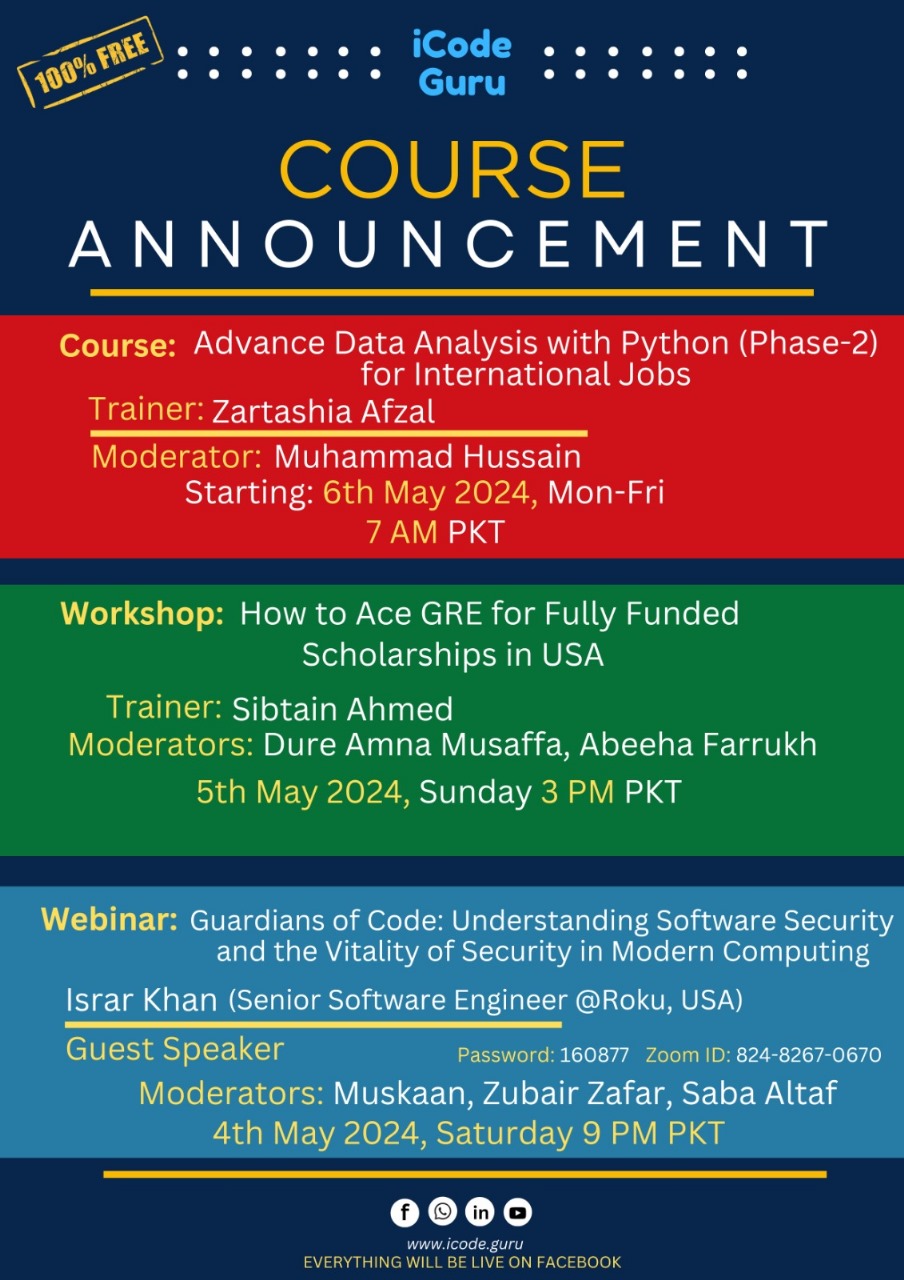 100% FREE
iCode
Guru
COURSE
ANNOUNCEMENT
Course: Advance Data Analysis with Python (Phase-2)
for International Jobs
Trainer: Zartashia Afzal
Moderator: Muhammad Hussain
Starting: 6th May 2024, Mon-Fri
7 AM PKT
Workshop: How to Ace GRE for Fully Funded
Scholarships in USA
Trainer: Sibtain Ahmed
Moderators: Dure Amna Musaffa, Abeeha Farrukh
5th May 2024, Sunday 3 PM PKT
Webinar: Guardians of Code: Understanding Software Security
and the Vitality of Security in Modern Computing
Israr Khan (Senior Software Engineer @Roku, USA)
Guest Speaker
Password: 160877 Zoom ID: 824-8267-0670
Moderators: Muskaan, Zubair Zafar, Saba Altaf
4th May 2024, Saturday 9 PM PKT
www.icode.guru
EVERYTHING WILL BE LIVE ON FACEBOOK